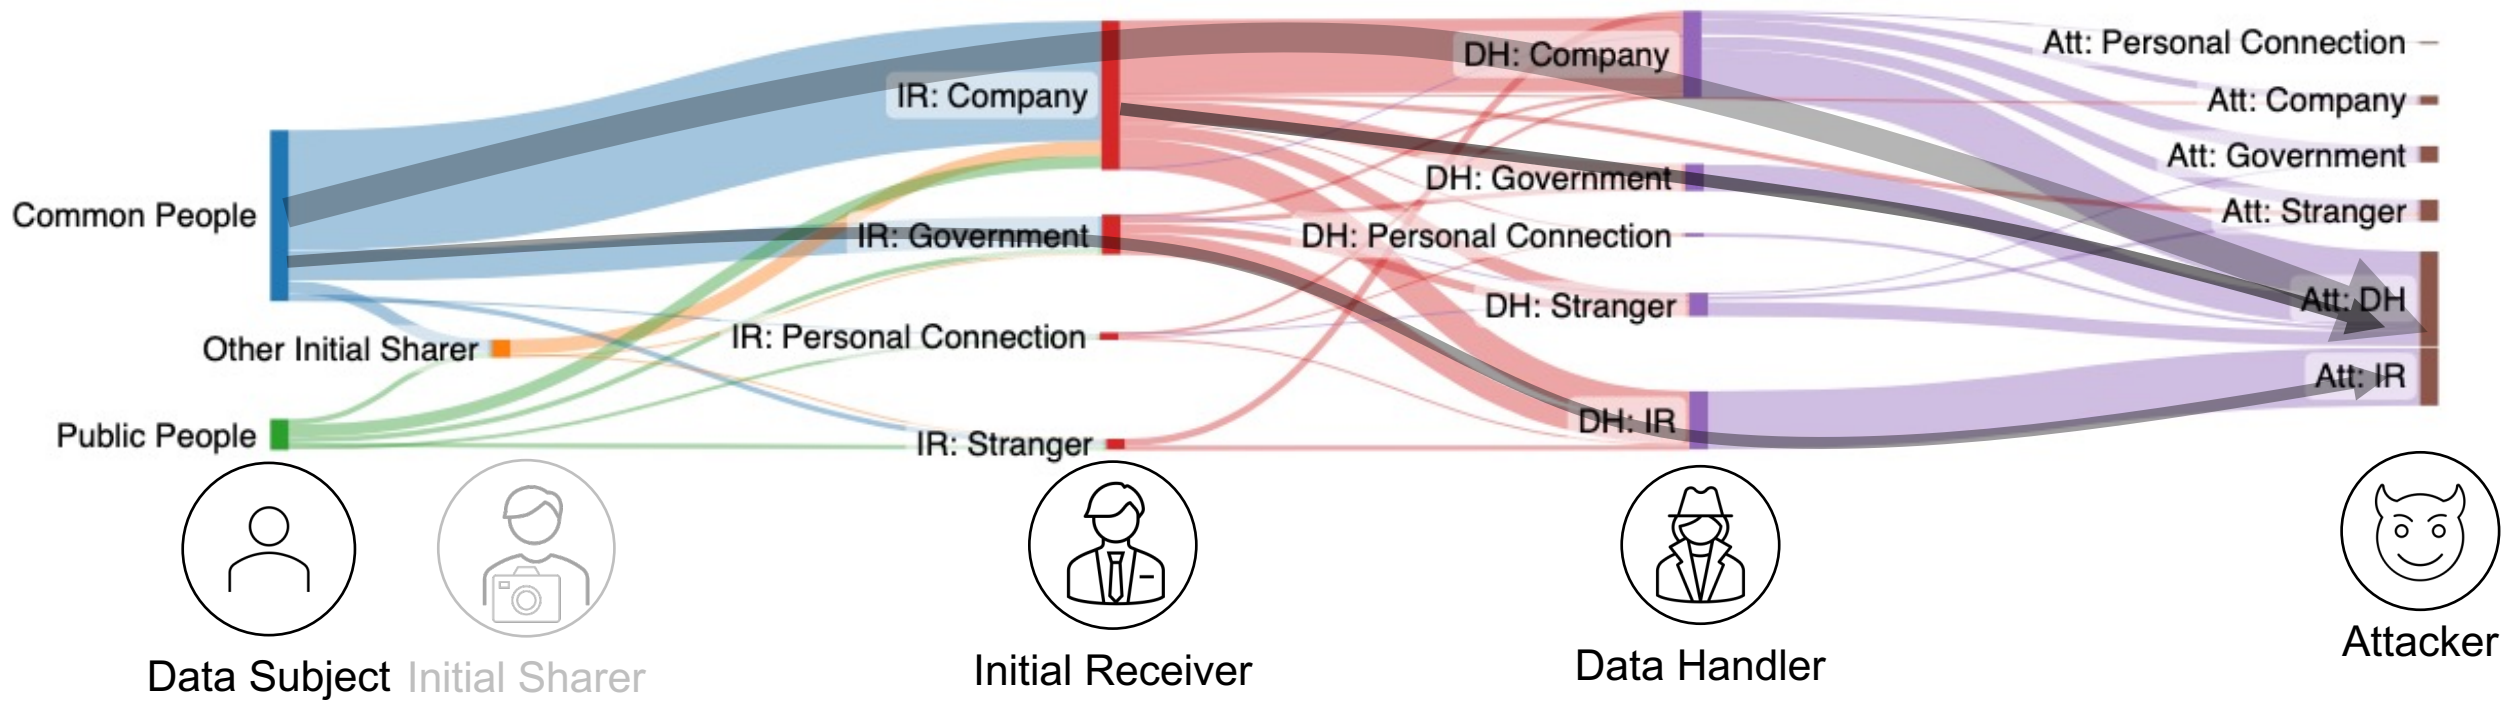 Common People
Other Initial Sharer
Public People
IR: Company
IR: Government
IR: Personal Connection
IR: Stranger
DH: Company
DH: Government
DH: Personal Connection
DH: Stranger
DH: IR
Att: Personal Connection
Att: Company
Att: Government
Att: Stranger
Att: DH
Att: IR
Data Subject
Initial Sharer
Initial Receiver
Data Handler
Attacker